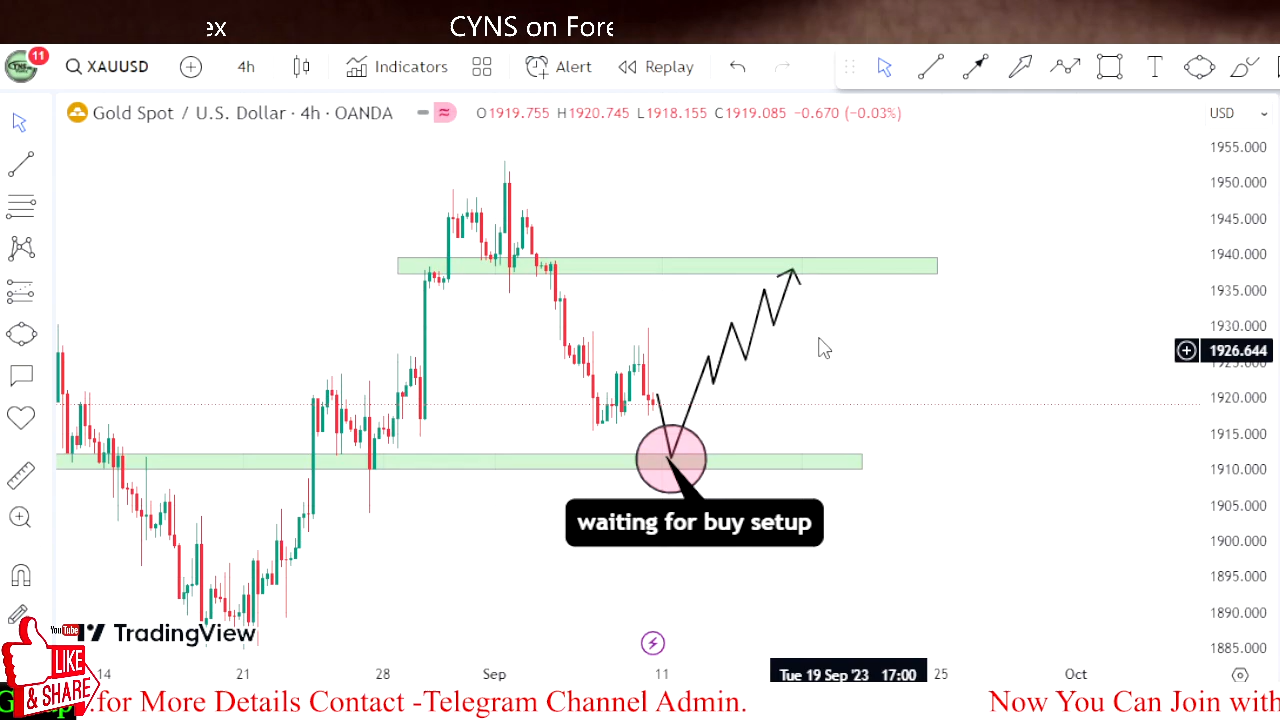 ex CYNS on Fore
11 XAUUSD 4h Indicators Alert Replay
Gold Spot / U.S. Dollar · 4h · OANDA O1919.755 H1920.745 L1918.155 C1919.085 −0.670 (−0.03%) USD
1955.000
1950.000
1945.000
1940.000
1935.000
1930.000
1926.644
1925.000
1920.000
1915.000
1910.000
1905.000
1900.000
1895.000
1890.000
1885.000
waiting for buy setup
TradingView
YouTube
LIKE
& SHARE
14 21 28 Sep 11 Tue 19 Sep '23 17:00 25 Oct
.for More Details Contact -Telegram Channel Admin. Now You Can Join with